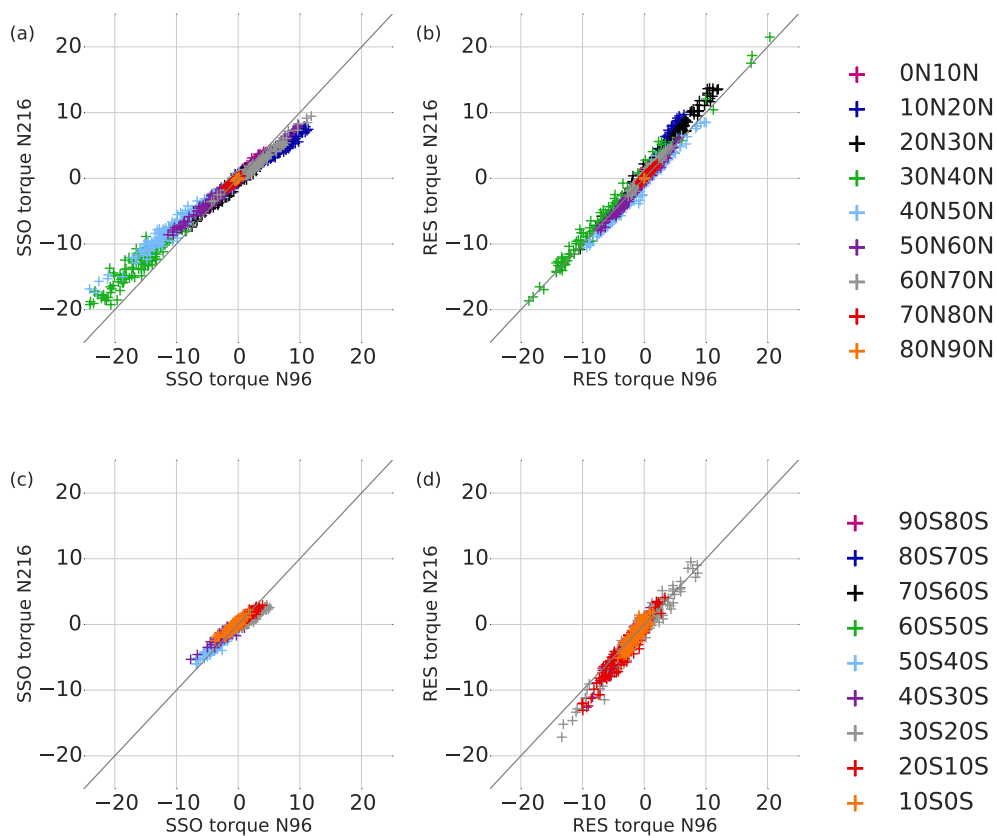 (a)
20
10
0
−10
−20
SSO torque N216
−20 −10 0 10 20
SSO torque N96
(b)
20
10
0
−10
−20
RES torque N216
−20 −10 0 10 20
RES torque N96
0N10N
10N20N
20N30N
30N40N
40N50N
50N60N
60N70N
70N80N
80N90N
(c)
20
10
0
−10
−20
SSO torque N216
−20 −10 0 10 20
SSO torque N96
(d)
20
10
0
−10
−20
RES torque N216
−20 −10 0 10 20
RES torque N96
90S80S
80S70S
70S60S
60S50S
50S40S
40S30S
30S20S
20S10S
10S0S